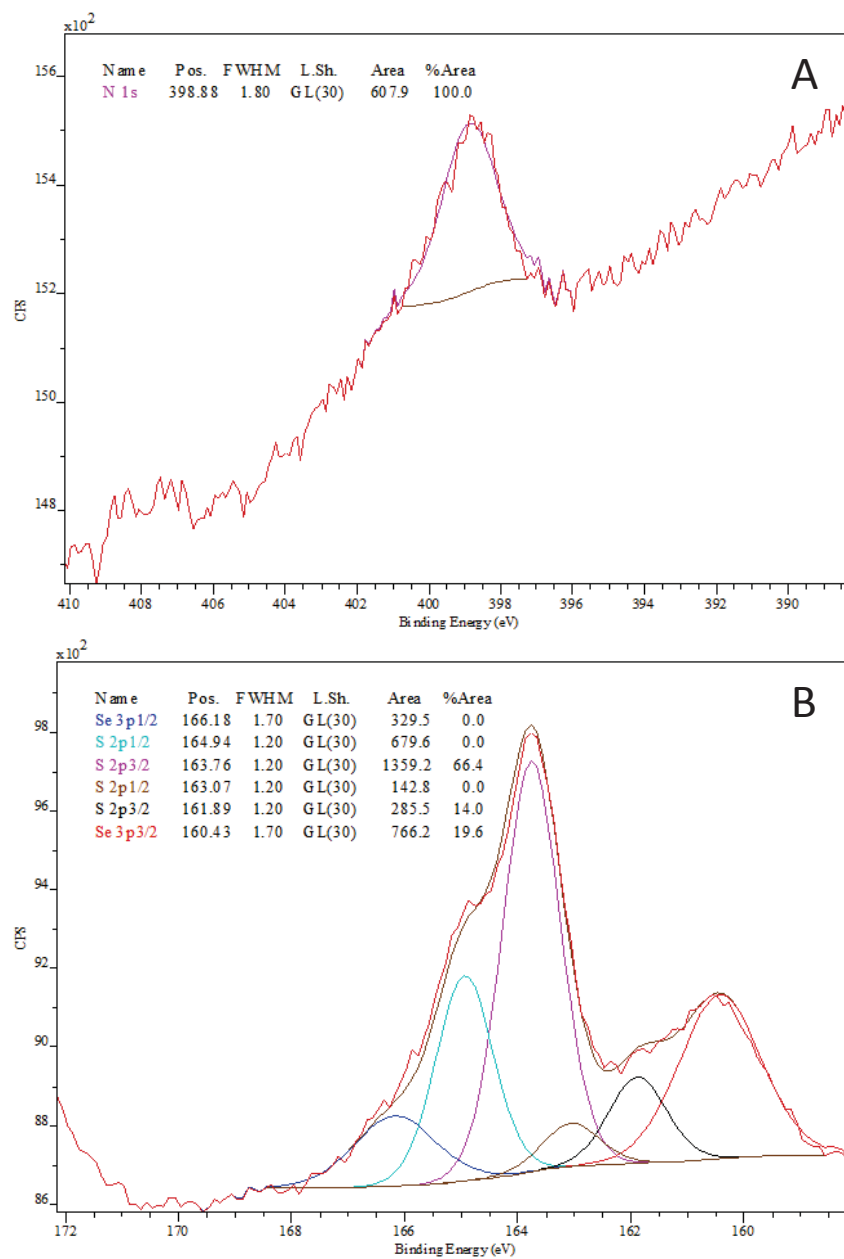 x10²
A
Name Pos. FWHM L.Sh. Area %Area
N 1s 398.88 1.80 GL(30) 607.9 100.0
156
154
152
150
148
CPS
410 408 406 404 402 400 398 396 394 392 390
Binding Energy (eV)
x10²
B
Name Pos. FWHM L.Sh. Area %Area
Se 3p1/2 166.18 1.70 GL(30) 329.5 0.0
S 2p1/2 164.94 1.20 GL(30) 679.6 0.0
S 2p3/2 163.76 1.20 GL(30) 1359.2 66.4
S 2p1/2 163.07 1.20 GL(30) 142.8 0.0
S 2p3/2 161.89 1.20 GL(30) 285.5 14.0
Se 3p3/2 160.43 1.70 GL(30) 766.2 19.6
98
96
94
92
90
88
86
CPS
172 170 168 166 164 162 160
Binding Energy (eV)